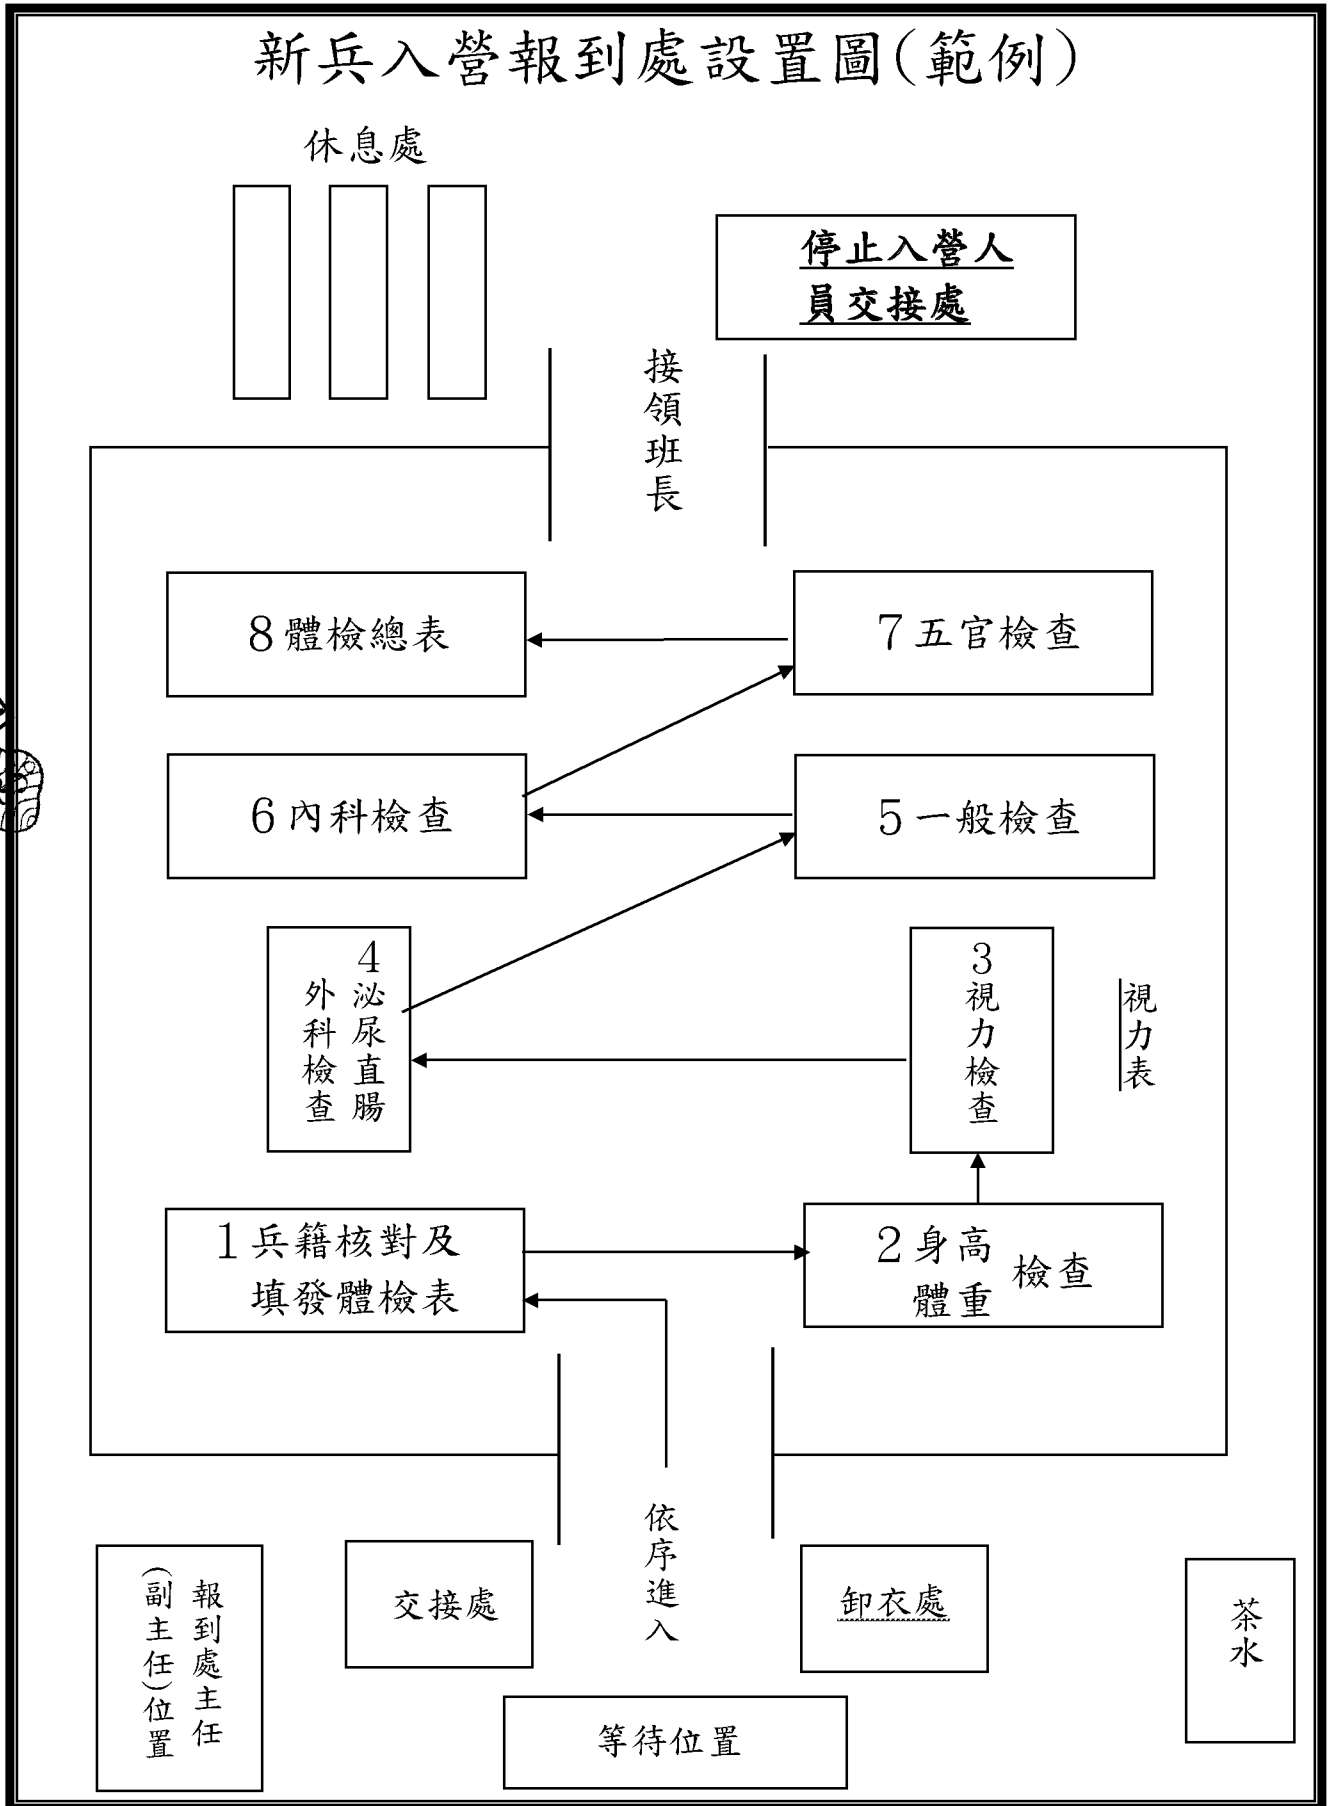 新兵入營報到處設置圖(範例)
休息處
停止入營人
員交接處
接領班長
8體檢總表
7五官檢查
6內科檢查
5一般檢查
4泌尿直腸
外科檢查
3視力檢查
視力表
1兵籍核對及
填發體檢表
2身高
體重
檢查
依序進入
報到處主任
(副主任)位置
交接處
卸衣處
茶水
等待位置